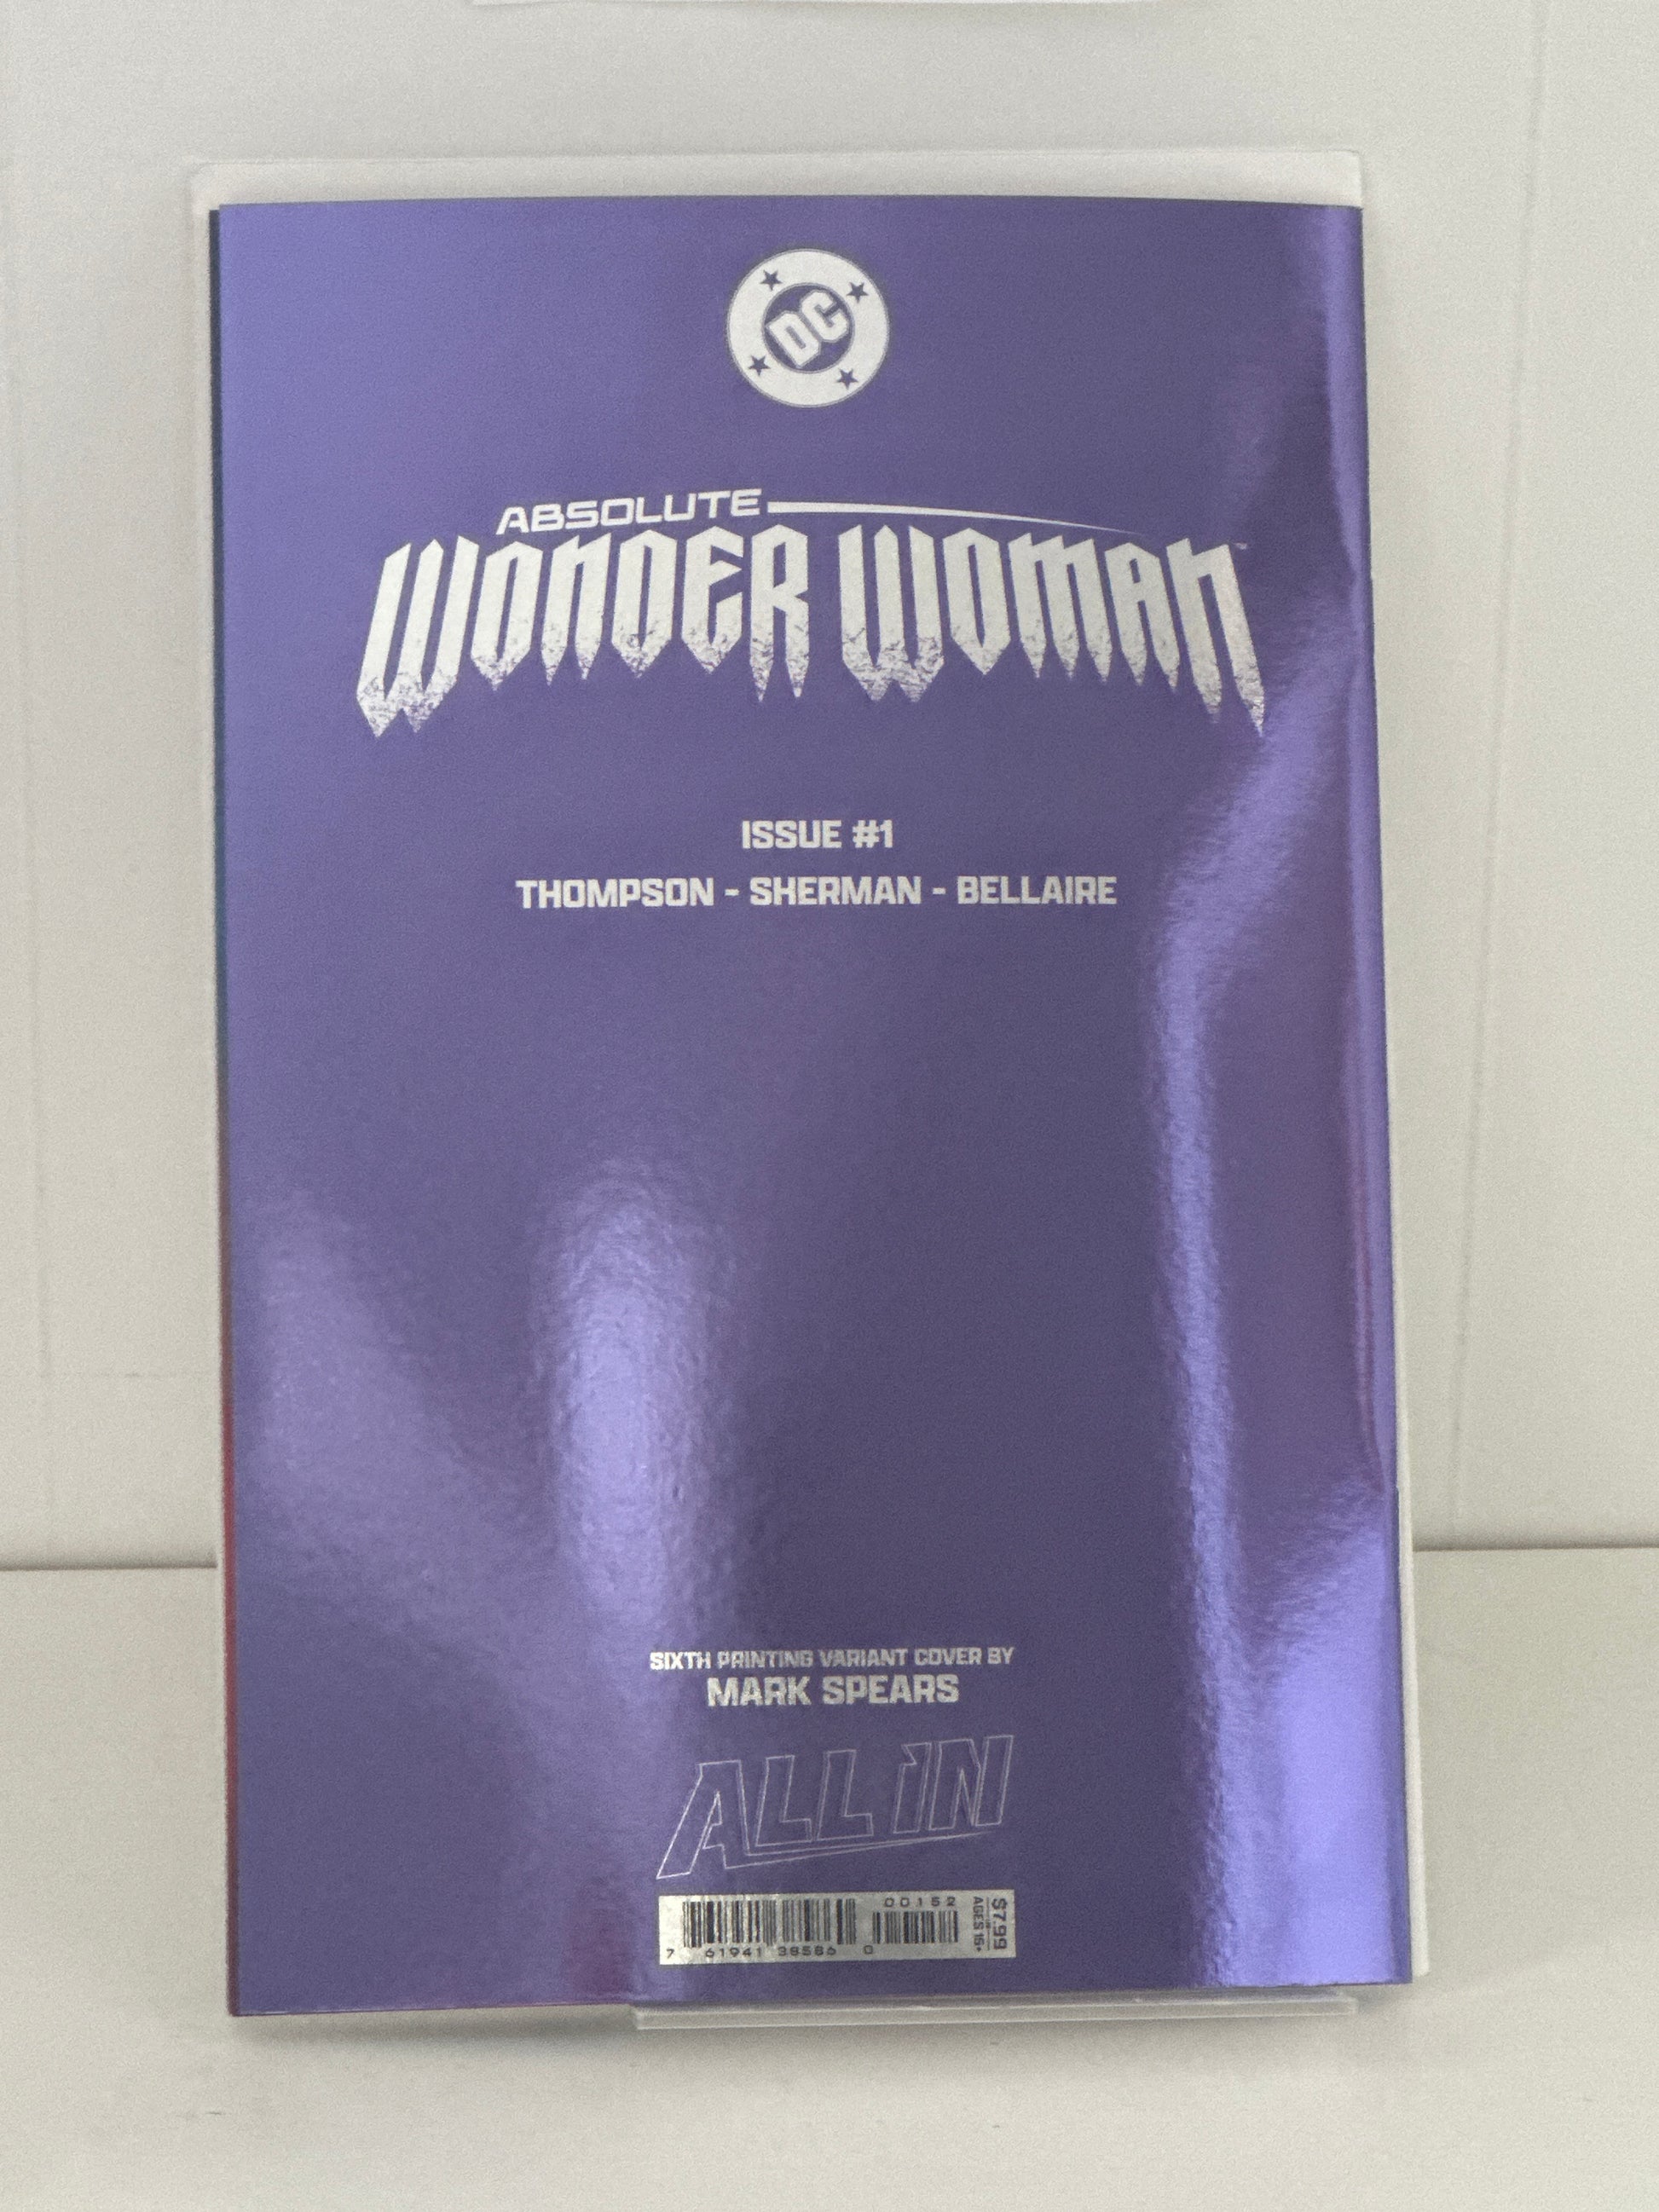 DC
ABSOLUTE
WONDER WOMAN™
ISSUE #1
THOMPSON - SHERMAN - BELLAIRE
SIXTH PRINTING VARIANT COVER BY
MARK SPEARS
ALL IN
00152
7 61941 38586 0
$7.99
AGES 15+